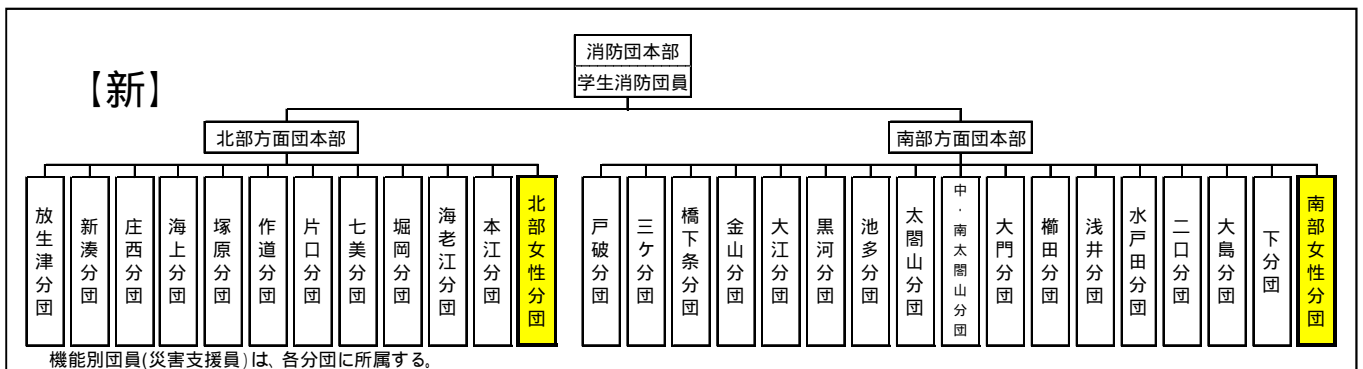 消防団本部
学生消防団員
【新】
北部方面団本部
南部方面団本部
放生津分団
新湊分団
庄西分団
海上分団
塚原分団
作道分団
片口分団
七美分団
堀岡分団
海老江分団
本江分団
北部女性分団
戸破分団
三ケ分団
橋下条分団
金山分団
大江分団
黒河分団
池多分団
太閤山分団
中・南太閤山分団
大門分団
櫛田分団
浅井分団
水戸田分団
二口分団
大島分団
下分団
南部女性分団
機能別団員(災害支援員)は、各分団に所属する。